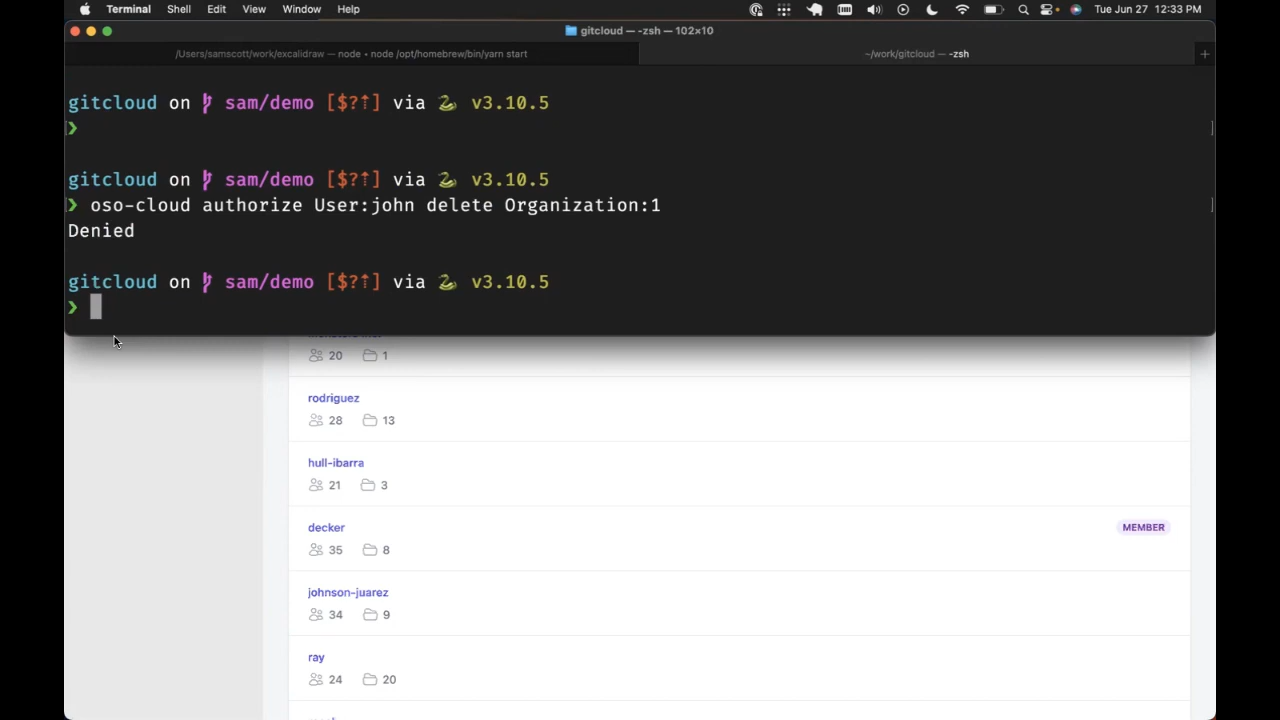 Terminal Shell Edit View Window Help Tue Jun 27 12:33 PM
gitcloud — -zsh — 102×10
/Users/samscott/work/excalidraw — node • node /opt/homebrew/bin/yarn start ~/work/gitcloud — -zsh
gitcloud on sam/demo [$?⇡] via 🐍 v3.10.5
❯
gitcloud on sam/demo [$?⇡] via 🐍 v3.10.5
❯ oso-cloud authorize User:john delete Organization:1
Denied
gitcloud on sam/demo [$?⇡] via 🐍 v3.10.5
❯
20 1
rodriguez
28 13
hull-ibarra
21 3
decker MEMBER
35 8
johnson-juarez
34 9
ray
24 20